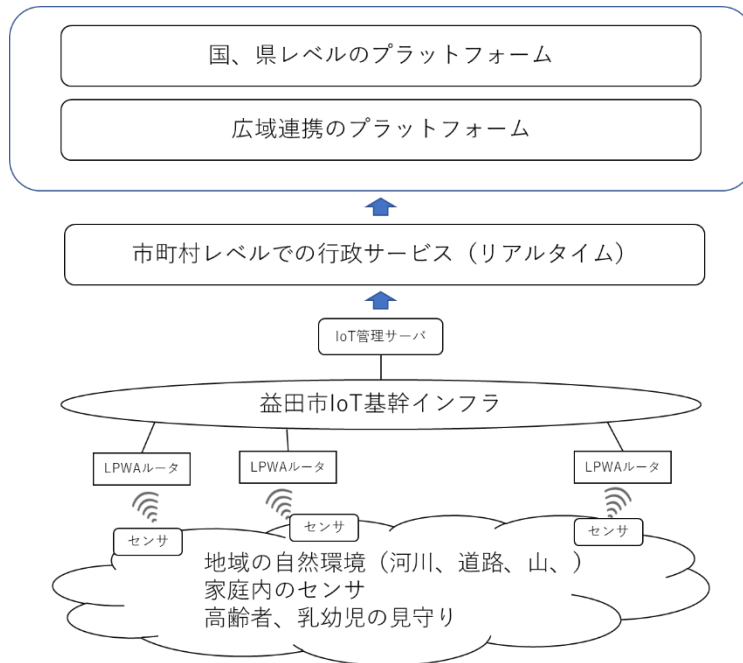 国、県レベルのプラットフォーム
広域連携のプラットフォーム
市町村レベルでの行政サービス（リアルタイム）
IoT管理サーバ
益田市IoT基幹インフラ
LPWAルータ
LPWAルータ
LPWAルータ
センサ
センサ
センサ
地域の自然環境（河川、道路、山、）
家庭内のセンサ
高齢者、乳幼児の見守り